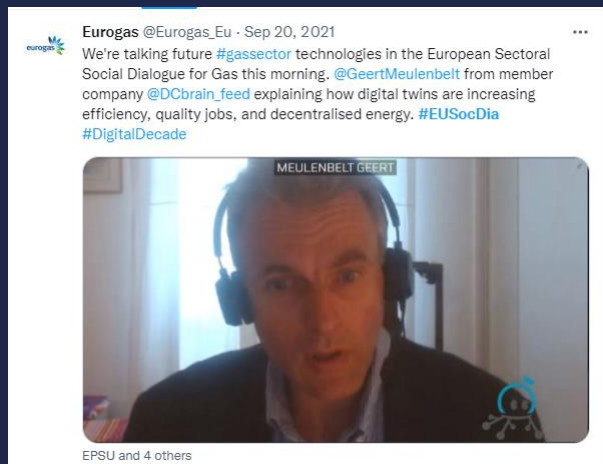 Eurogas @Eurogas_Eu · Sep 20, 2021
eurogas
We're talking future #gassector technologies in the European Sectoral
Social Dialogue for Gas this morning. @GeertMeulenbelt from member
company @DCbrain_feed explaining how digital twins are increasing
efficiency, quality jobs, and decentralised energy. #EUSocDia
#DigitalDecade
MEULENBELT GEERT
EPSU and 4 others